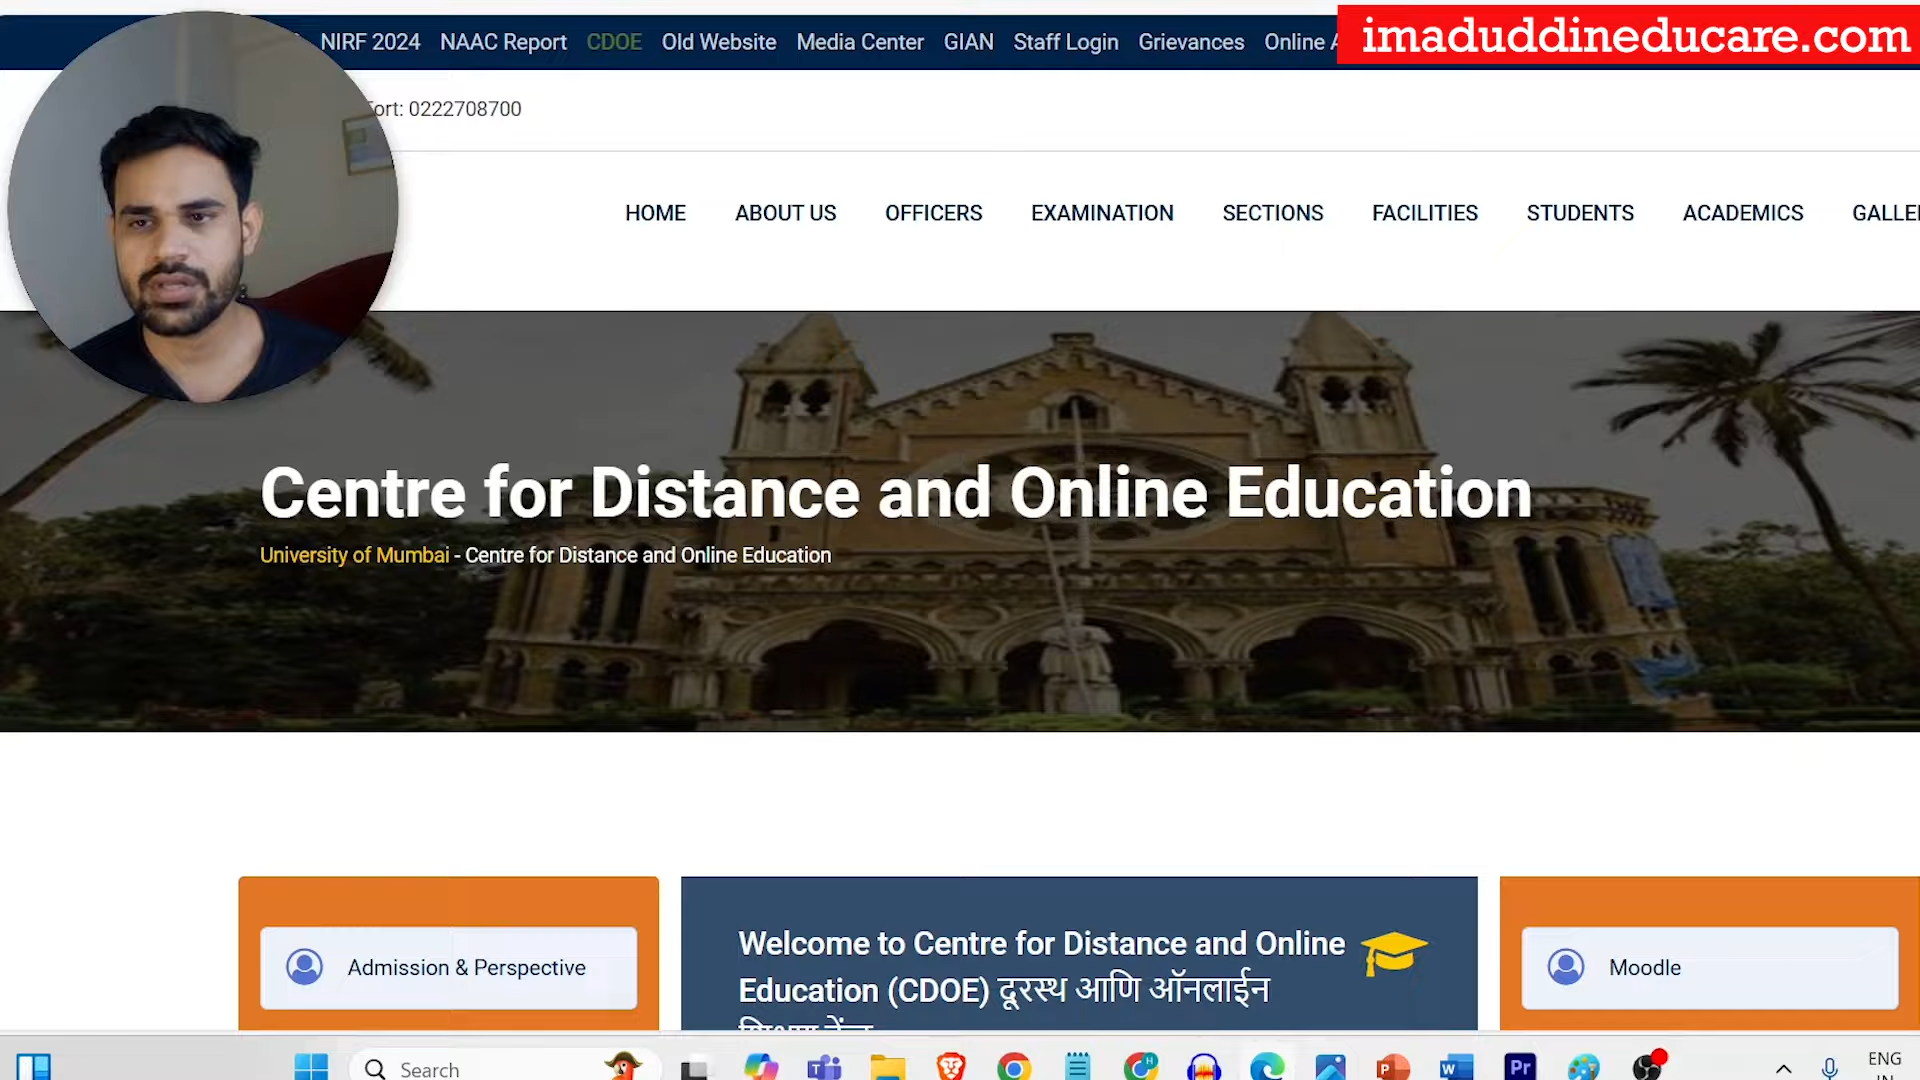 NIRF 2024 NAAC Report CDOE Old Website Media Center GIAN Staff Login Grievances Online
imaduddineducare.com
Fort: 0222708700
HOME ABOUT US OFFICERS EXAMINATION SECTIONS FACILITIES STUDENTS ACADEMICS
Centre for Distance and Online Education
University of Mumbai - Centre for Distance and Online Education
Admission & Perspective
Welcome to Centre for Distance and Online
Education (CDOE) दूरस्थ आणि ऑनलाईन
Moodle
Search
ENG